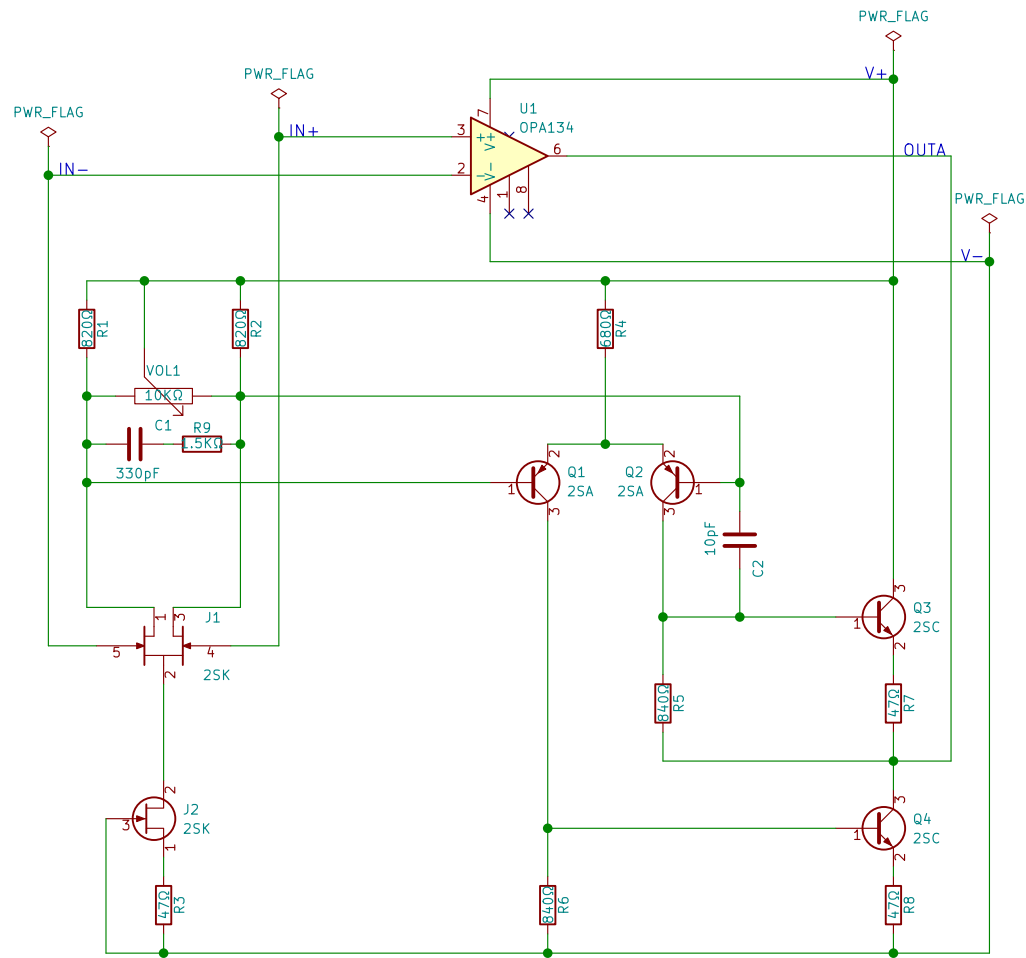 PWR_FLAG
PWR_FLAG
V+
PWR_FLAG
U1
OPA134
IN+
IN-
3
2
7
4
+
-
V+
V-
1
8
6
OUTA
PWR_FLAG
V-
820Ω
R1
820Ω
R2
680Ω
R4
VOL1
10KΩ
C1
330pF
R9
1.5KΩ
Q1
2SA
1
2
3
Q2
2SA
1
2
3
10pF
C2
J1
2SK
1
3
5
4
2
Q3
2SC
1
3
2
840Ω
R5
47Ω
R7
J2
2SK
2
3
1
Q4
2SC
1
3
2
47Ω
R3
840Ω
R6
47Ω
R8